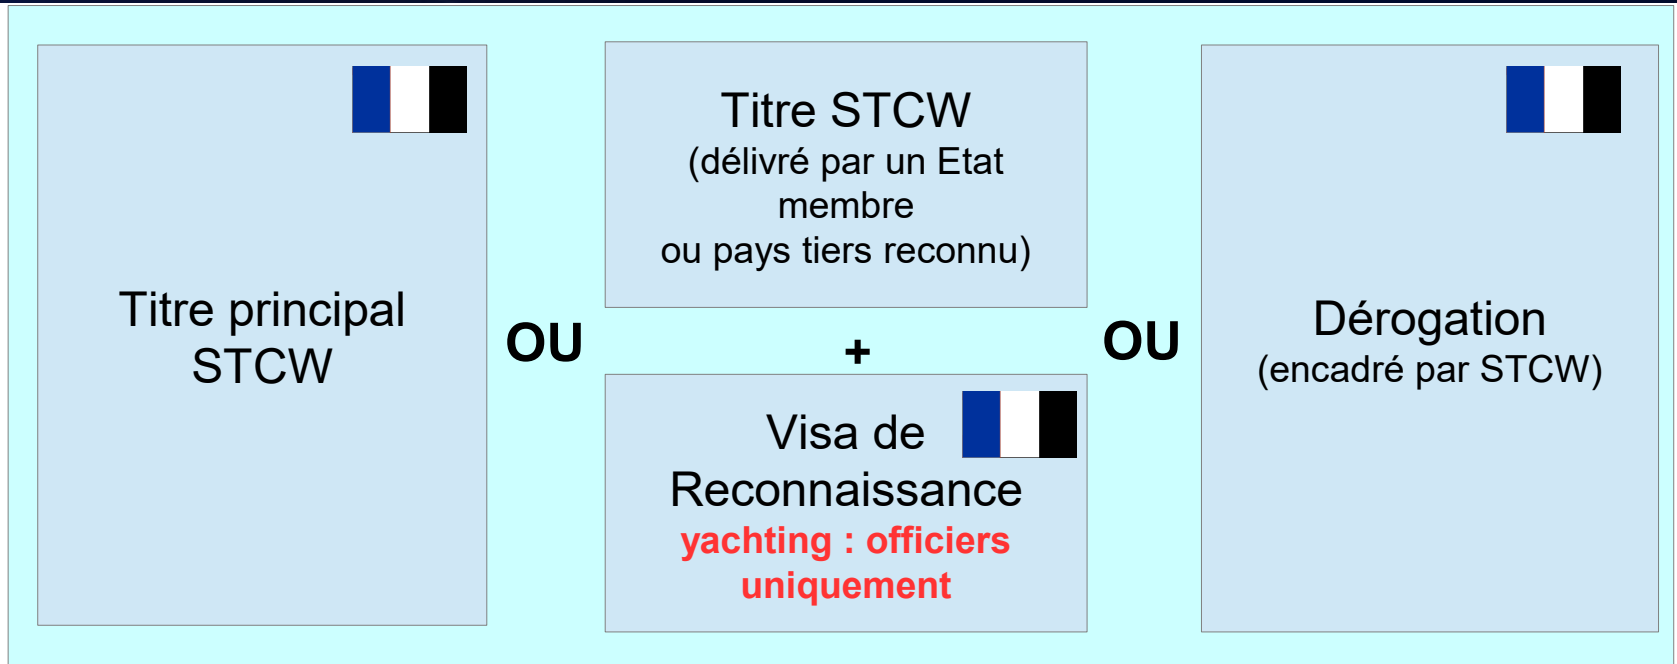 Titre principal
STCW
OU
Titre STCW
(délivré par un Etat
membre
ou pays tiers reconnu)
+
Visa de
Reconnaissance
yachting : officiers
uniquement
OU
Dérogation
(encadré par STCW)